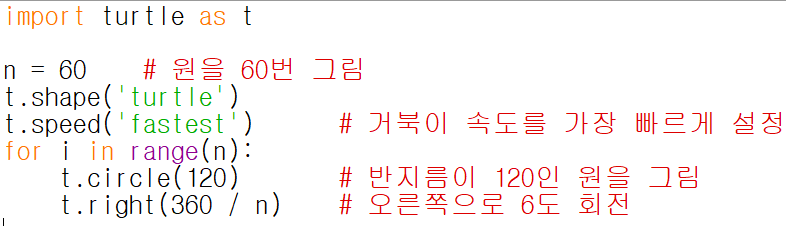 import turtle as t
n = 60    # 원을 60번 그림
t.shape('turtle')
t.speed('fastest')      # 거북이 속도를 가장 빠르게 설정
for i in range(n):
    t.circle(120)       # 반지름이 120인 원을 그림
    t.right(360 / n)    # 오른쪽으로 6도 회전